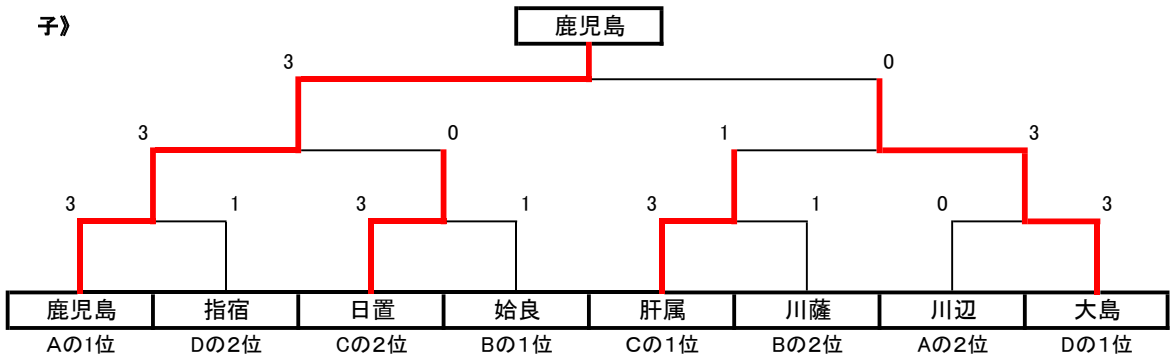 子》
鹿児島
3 0
3 0 1 3
3 1 3 1 3 1 0 3
鹿児島 指宿 日置 姶良 肝属 川薩 川辺 大島
Aの1位 Dの2位 Cの2位 Bの1位 Cの1位 Bの2位 Aの2位 Dの1位